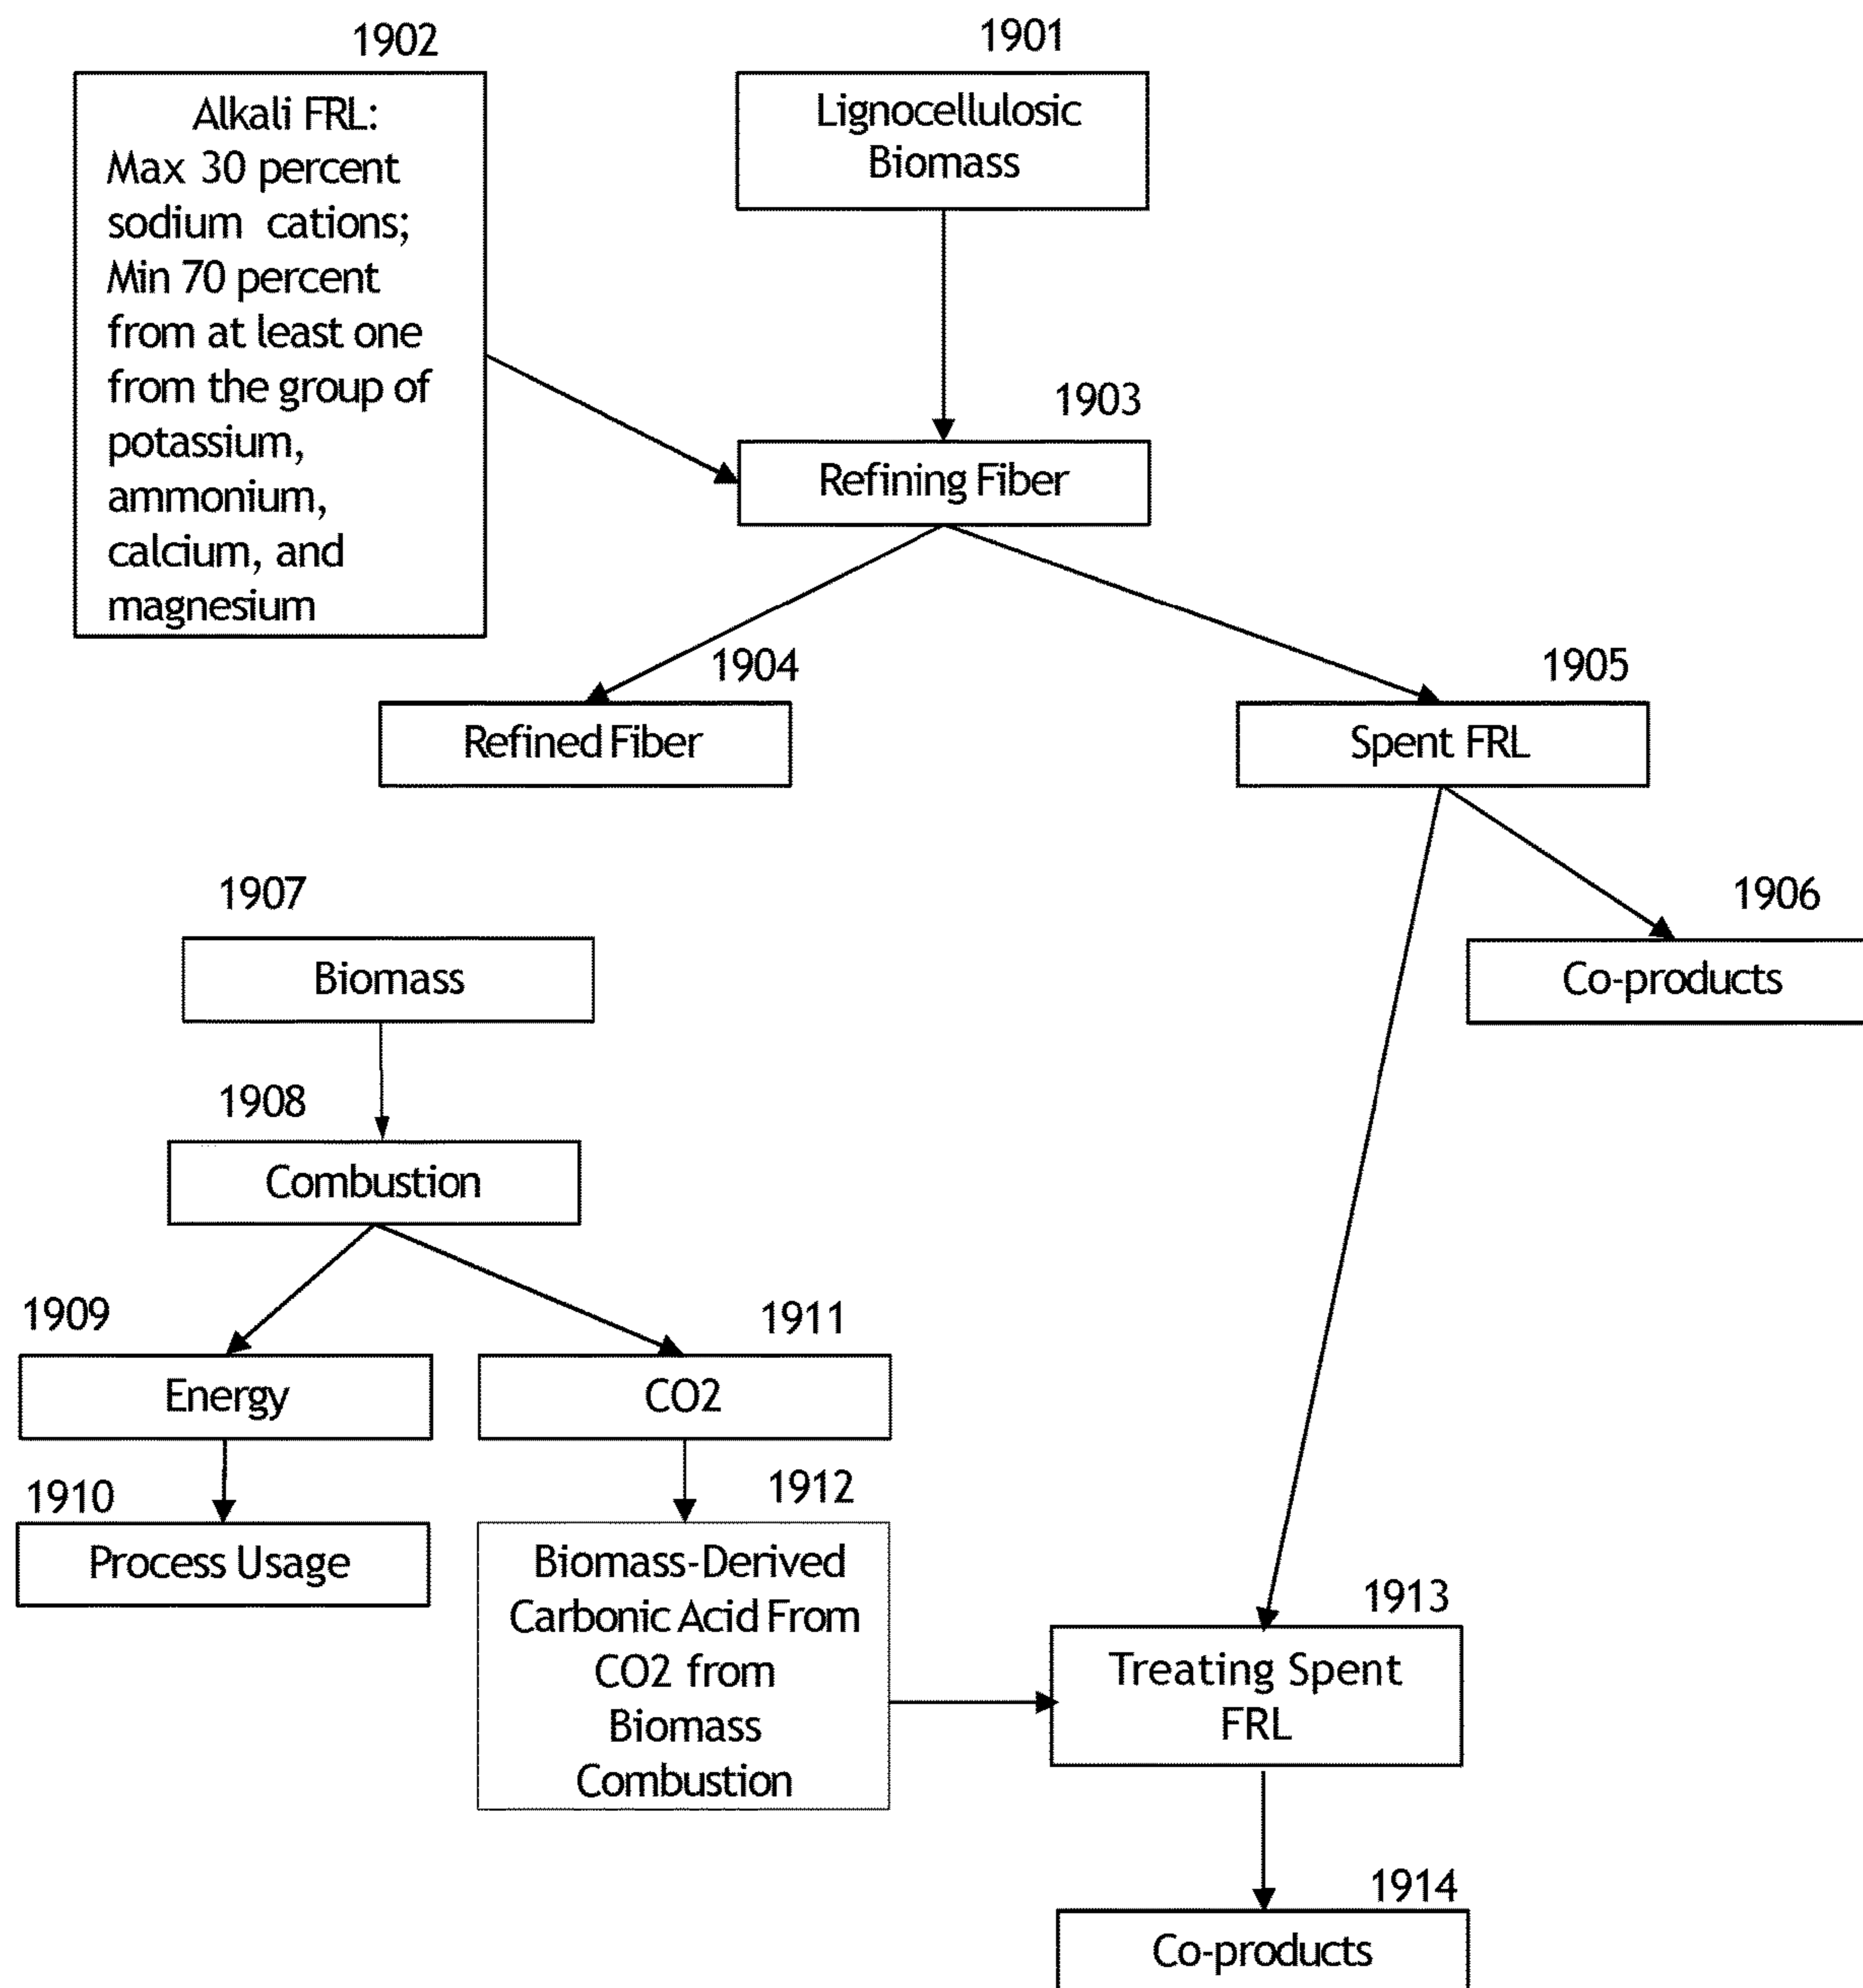 1902
Alkali FRL:
Max 30 percent
sodium cations;
Min 70 percent
from at least one
from the group of
potassium,
ammonium,
calcium, and
magnesium
1901
Lignocellulosic
Biomass
1903
Refining Fiber
1904
Refined Fiber
1905
Spent FRL
1906
Co-products
1907
Biomass
1908
Combustion
1909
Energy
1910
Process Usage
1911
CO2
1912
Biomass-Derived
Carbonic Acid From
CO2 from
Biomass
Combustion
1913
Treating Spent
FRL
1914
Co-products